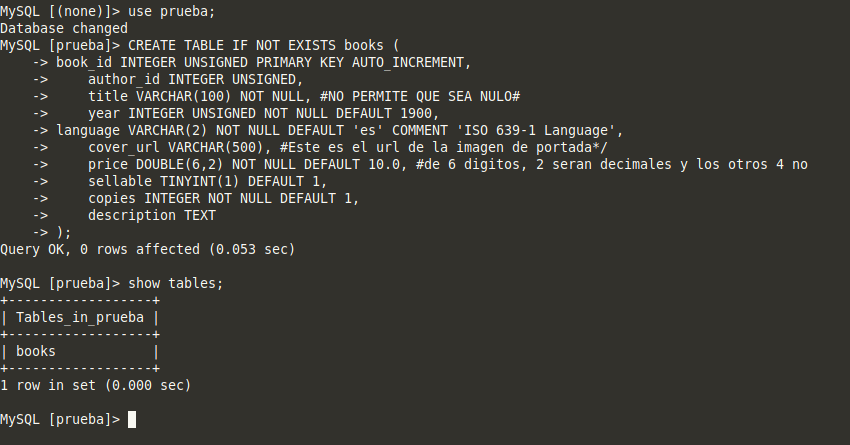 MySQL [(none)]> use prueba;
Database changed
MySQL [prueba]> CREATE TABLE IF NOT EXISTS books (
    -> book_id INTEGER UNSIGNED PRIMARY KEY AUTO_INCREMENT,
    ->     author_id INTEGER UNSIGNED,
    ->     title VARCHAR(100) NOT NULL, #NO PERMITE QUE SEA NULO#
    ->     year INTEGER UNSIGNED NOT NULL DEFAULT 1900,
    -> language VARCHAR(2) NOT NULL DEFAULT 'es' COMMENT 'ISO 639-1 Language',
    ->     cover_url VARCHAR(500), #Este es el url de la imagen de portada*/
    ->     price DOUBLE(6,2) NOT NULL DEFAULT 10.0, #de 6 digitos, 2 seran decimales y los otros 4 no
    ->     sellable TINYINT(1) DEFAULT 1,
    ->     copies INTEGER NOT NULL DEFAULT 1,
    ->     description TEXT
    -> );
Query OK, 0 rows affected (0.053 sec)
MySQL [prueba]> show tables;
+------------------+
| Tables_in_prueba |
+------------------+
| books            |
+------------------+
1 row in set (0.000 sec)
MySQL [prueba]>